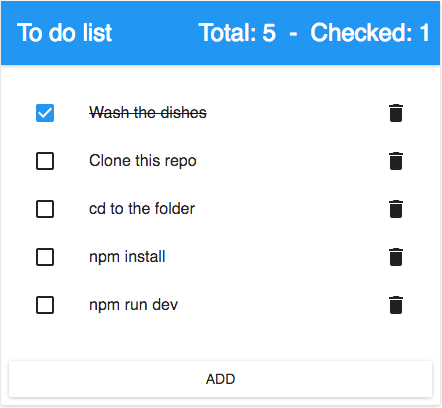 To do list Total: 5 - Checked: 1
Wash the dishes
Clone this repo
cd to the folder
npm install
npm run dev
ADD